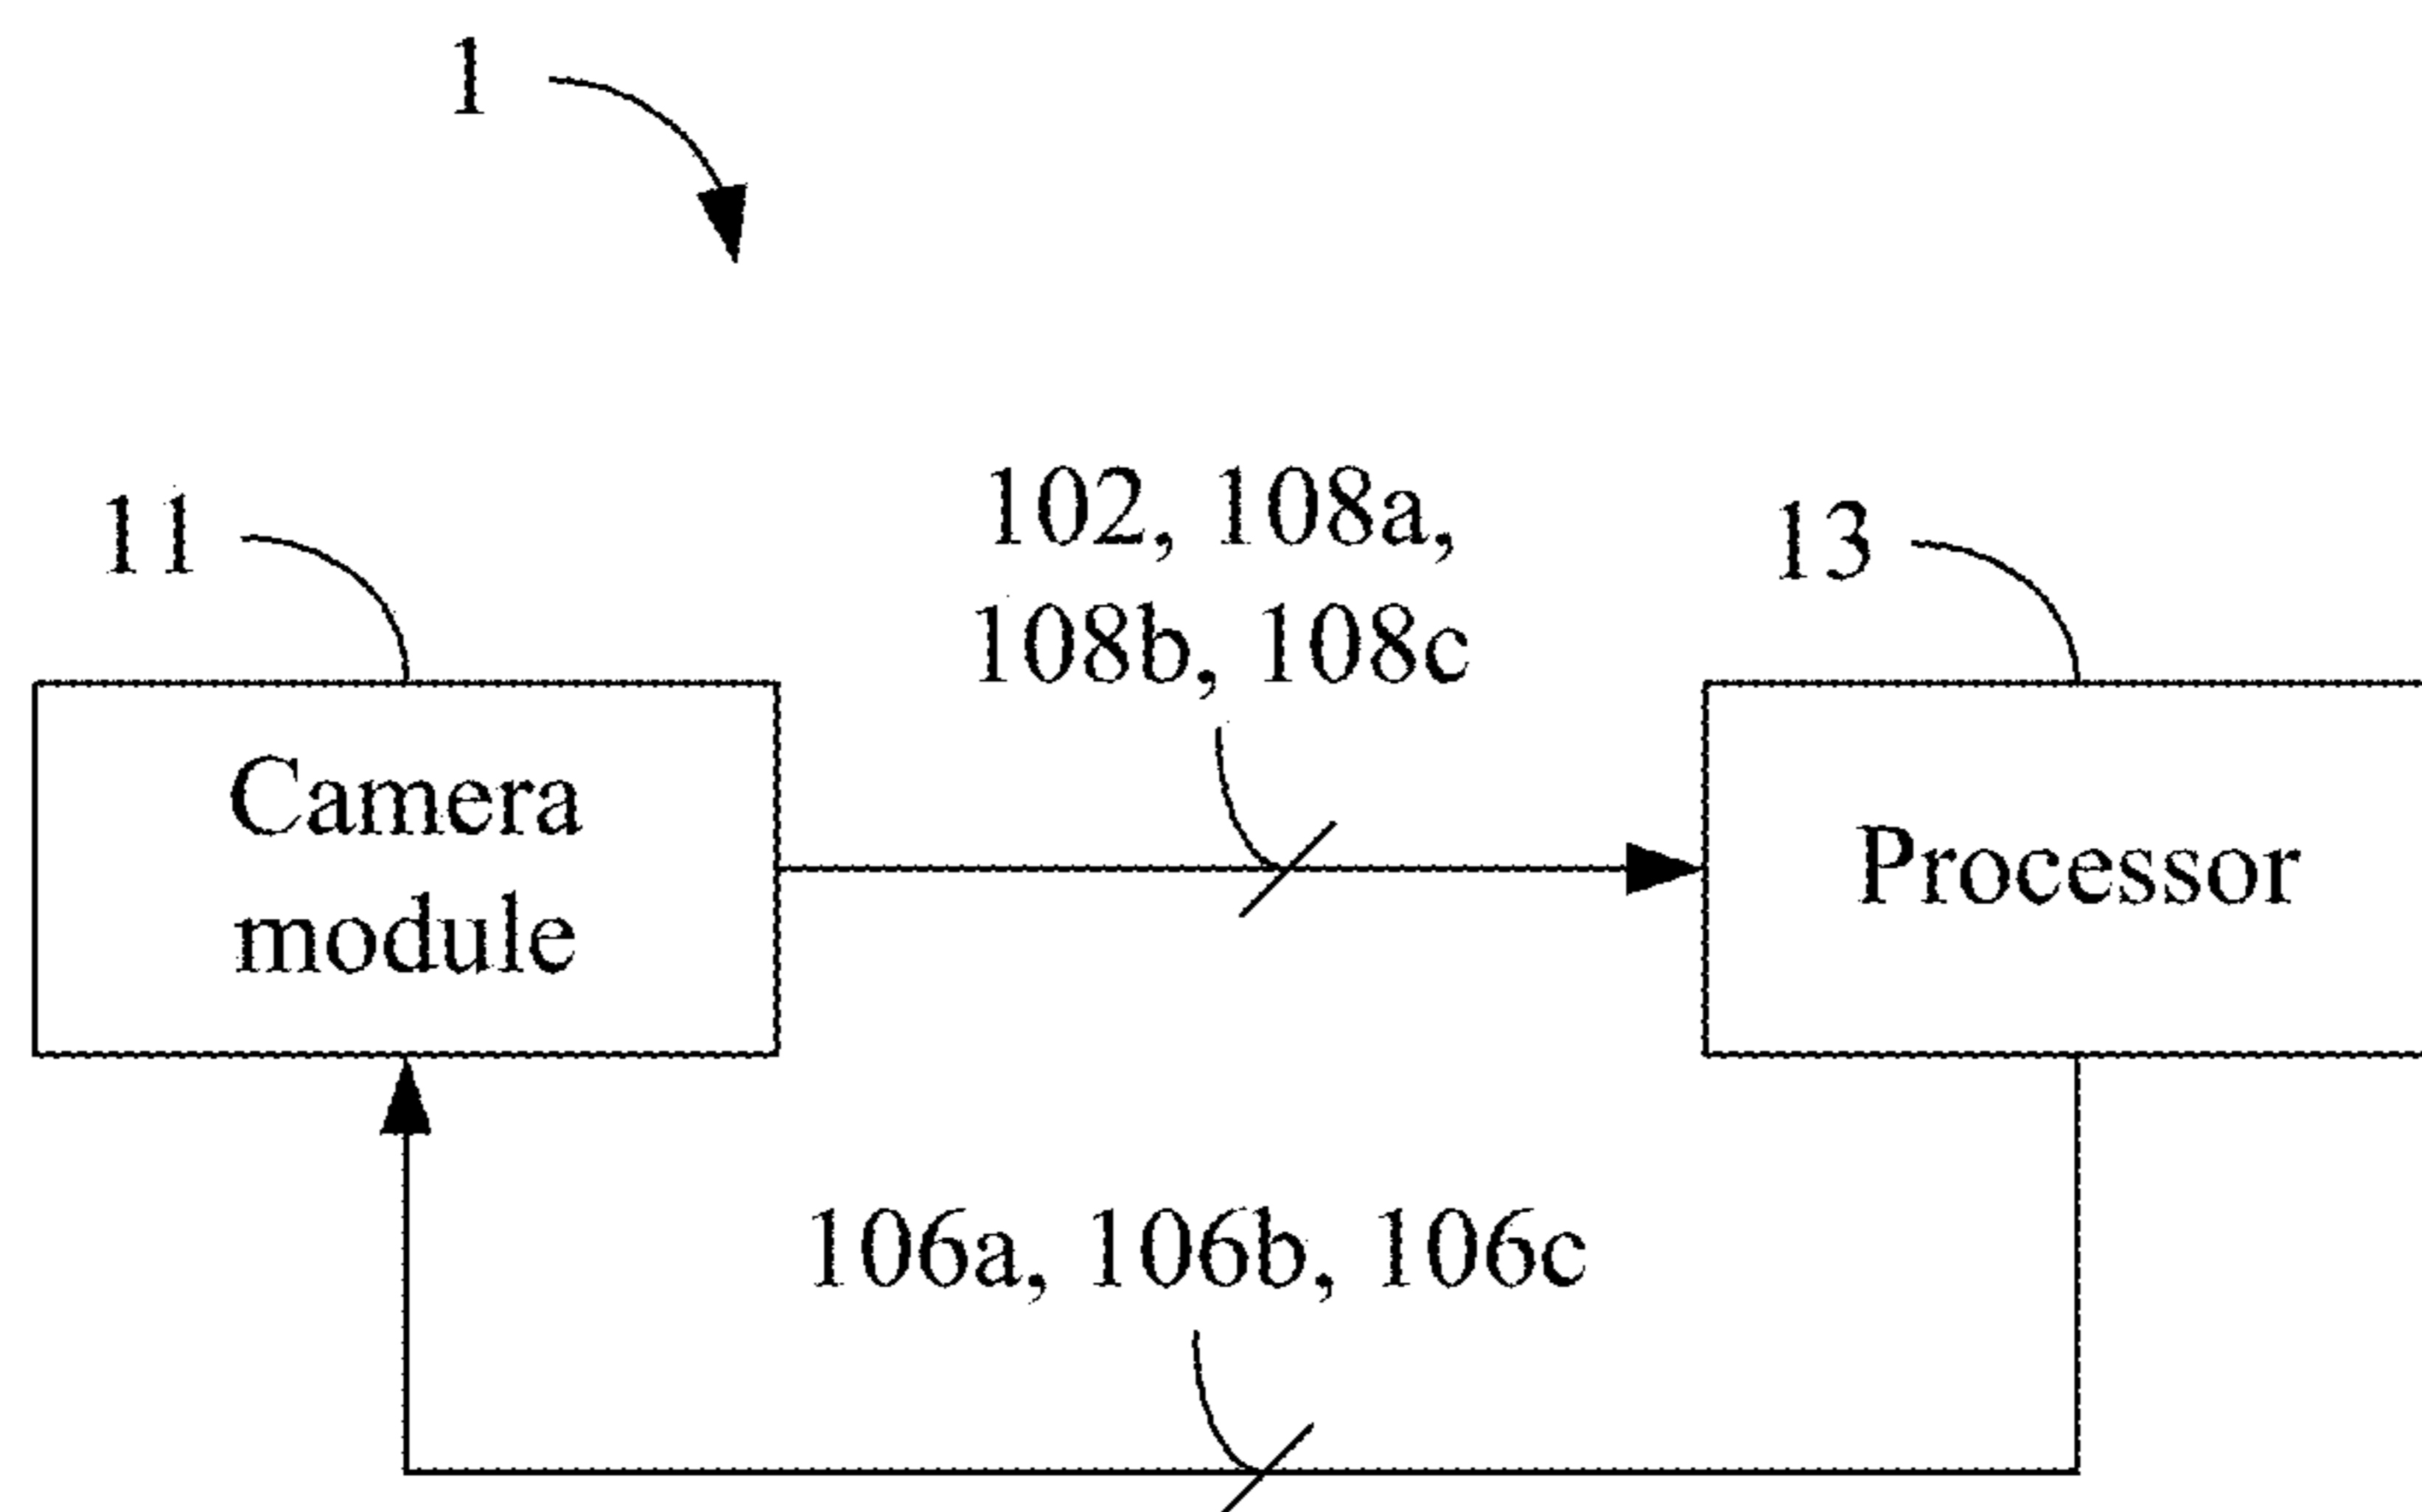 1
11
102, 108a,
108b, 108c
13
Camera
module
Processor
106a, 106b, 106c